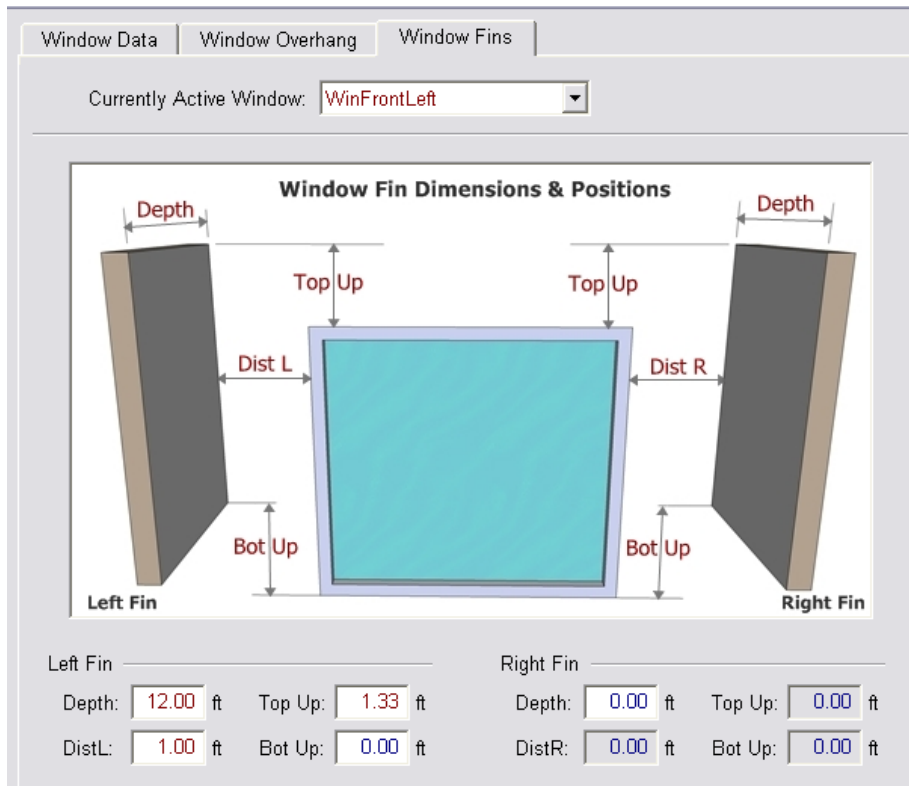 Window Data Window Overhang Window Fins
Currently Active Window: WinFrontLeft
Window Fin Dimensions & Positions
Depth Depth
Top Up Top Up
Dist L Dist R
Bot Up Bot Up
Left Fin Right Fin
Left Fin Right Fin
Depth: 12.00 ft Top Up: 1.33 ft Depth: 0.00 ft Top Up: 0.00 ft
DistL: 1.00 ft Bot Up: 0.00 ft DistR: 0.00 ft Bot Up: 0.00 ft